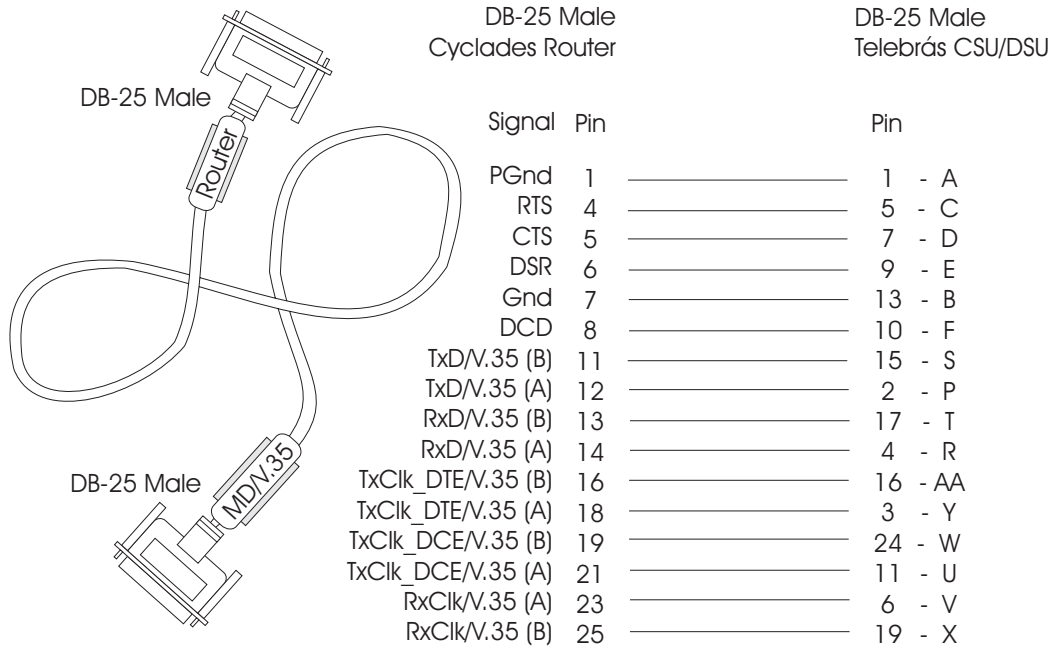 DB-25 Male
Cyclades Router
DB-25 Male
Telebrás CSU/DSU
DB-25 Male
Router
Signal Pin Pin
PGnd 1 1 - A
RTS 4 5 - C
CTS 5 7 - D
DSR 6 9 - E
Gnd 7 13 - B
DCD 8 10 - F
TxD/V.35 (B) 11 15 - S
TxD/V.35 (A) 12 2 - P
RxD/V.35 (B) 13 17 - T
RxD/V.35 (A) 14 4 - R
TxClk_DTE/V.35 (B) 16 16 - AA
TxClk_DTE/V.35 (A) 18 3 - Y
TxClk_DCE/V.35 (B) 19 24 - W
TxClk_DCE/V.35 (A) 21 11 - U
RxClk/V.35 (A) 23 6 - V
RxClk/V.35 (B) 25 19 - X
DB-25 Male
MD/V.35